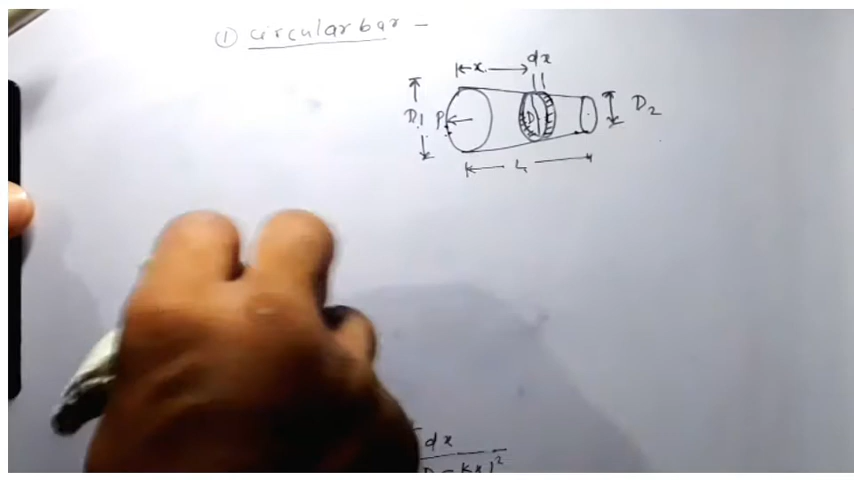 ① circular bar -
dx
x
D1 P D D2
L
dx